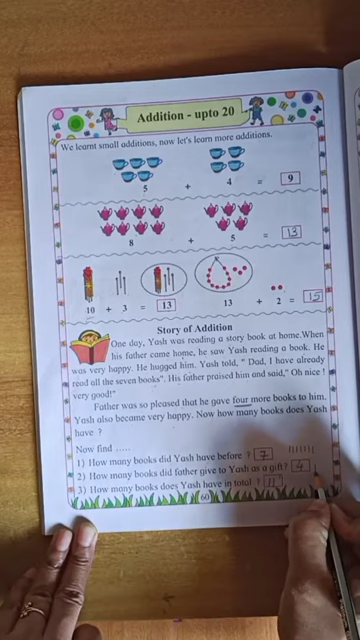 Addition - upto 20
We learnt small additions, now let's learn more additions.
5 + 4 = 9
8 + 5 = 13
10 + 3 = 13 13 + 2 = 15
Story of Addition
One day, Yash was reading a story book at home.When
his father came home, he saw Yash reading a book. He
was very happy. He hugged him. Yash told, " Dad, I have already
read all the seven books". His father praised him and said," Oh nice !
very good!"
Father was so pleased that he gave four more books to him.
Yash also became very happy. Now how many books does Yash
have ?
Now find .....
1) How many books did Yash have before ? 7
2) How many books did father give to Yash as a gift? 4
3) How many books does Yash have in total ? 11
60